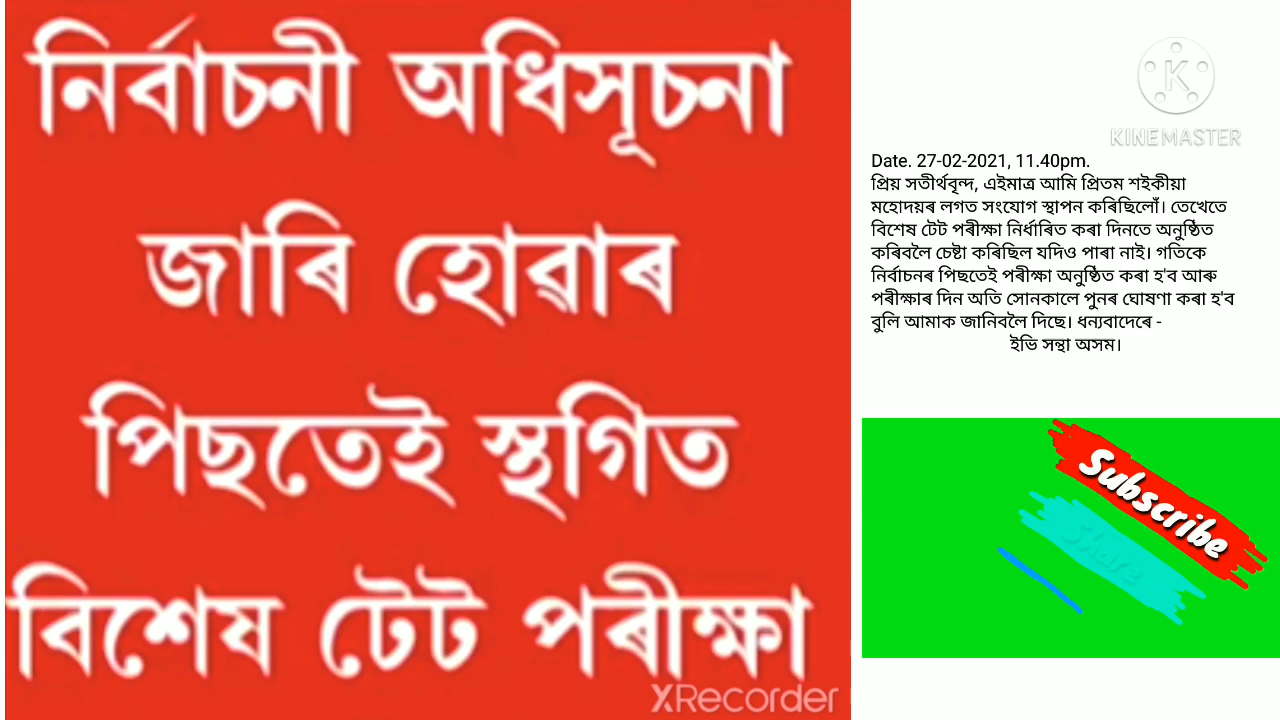 নিৰ্বাচনী অধিসূচনা
জাৰি হোৱাৰ
পিছতেই স্থগিত
বিশেষ টেট পৰীক্ষা
XRecorder
K
KINEMASTER
Date. 27-02-2021, 11.40pm.
প্ৰিয় সতীৰ্থবৃন্দ, এইমাত্ৰ আমি প্ৰিতম শইকীয়া
মহোদয়ৰ লগত সংযোগ স্থাপন কৰিছিলোঁ। তেখেতে
বিশেষ টেট পৰীক্ষা নিৰ্ধাৰিত কৰা দিনতে অনুষ্ঠিত
কৰিবলৈ চেষ্টা কৰিছিল যদিও পাৰা নাই। গতিকে
নিৰ্বাচনৰ পিছতেই পৰীক্ষা অনুষ্ঠিত কৰা হ'ব আৰু
পৰীক্ষাৰ দিন অতি সোনকালে পুনৰ ঘোষণা কৰা হ'ব
বুলি আমাক জানিবলৈ দিছে। ধন্যবাদেৰে -
ইভি সন্থা অসম।
Subscribe
Share